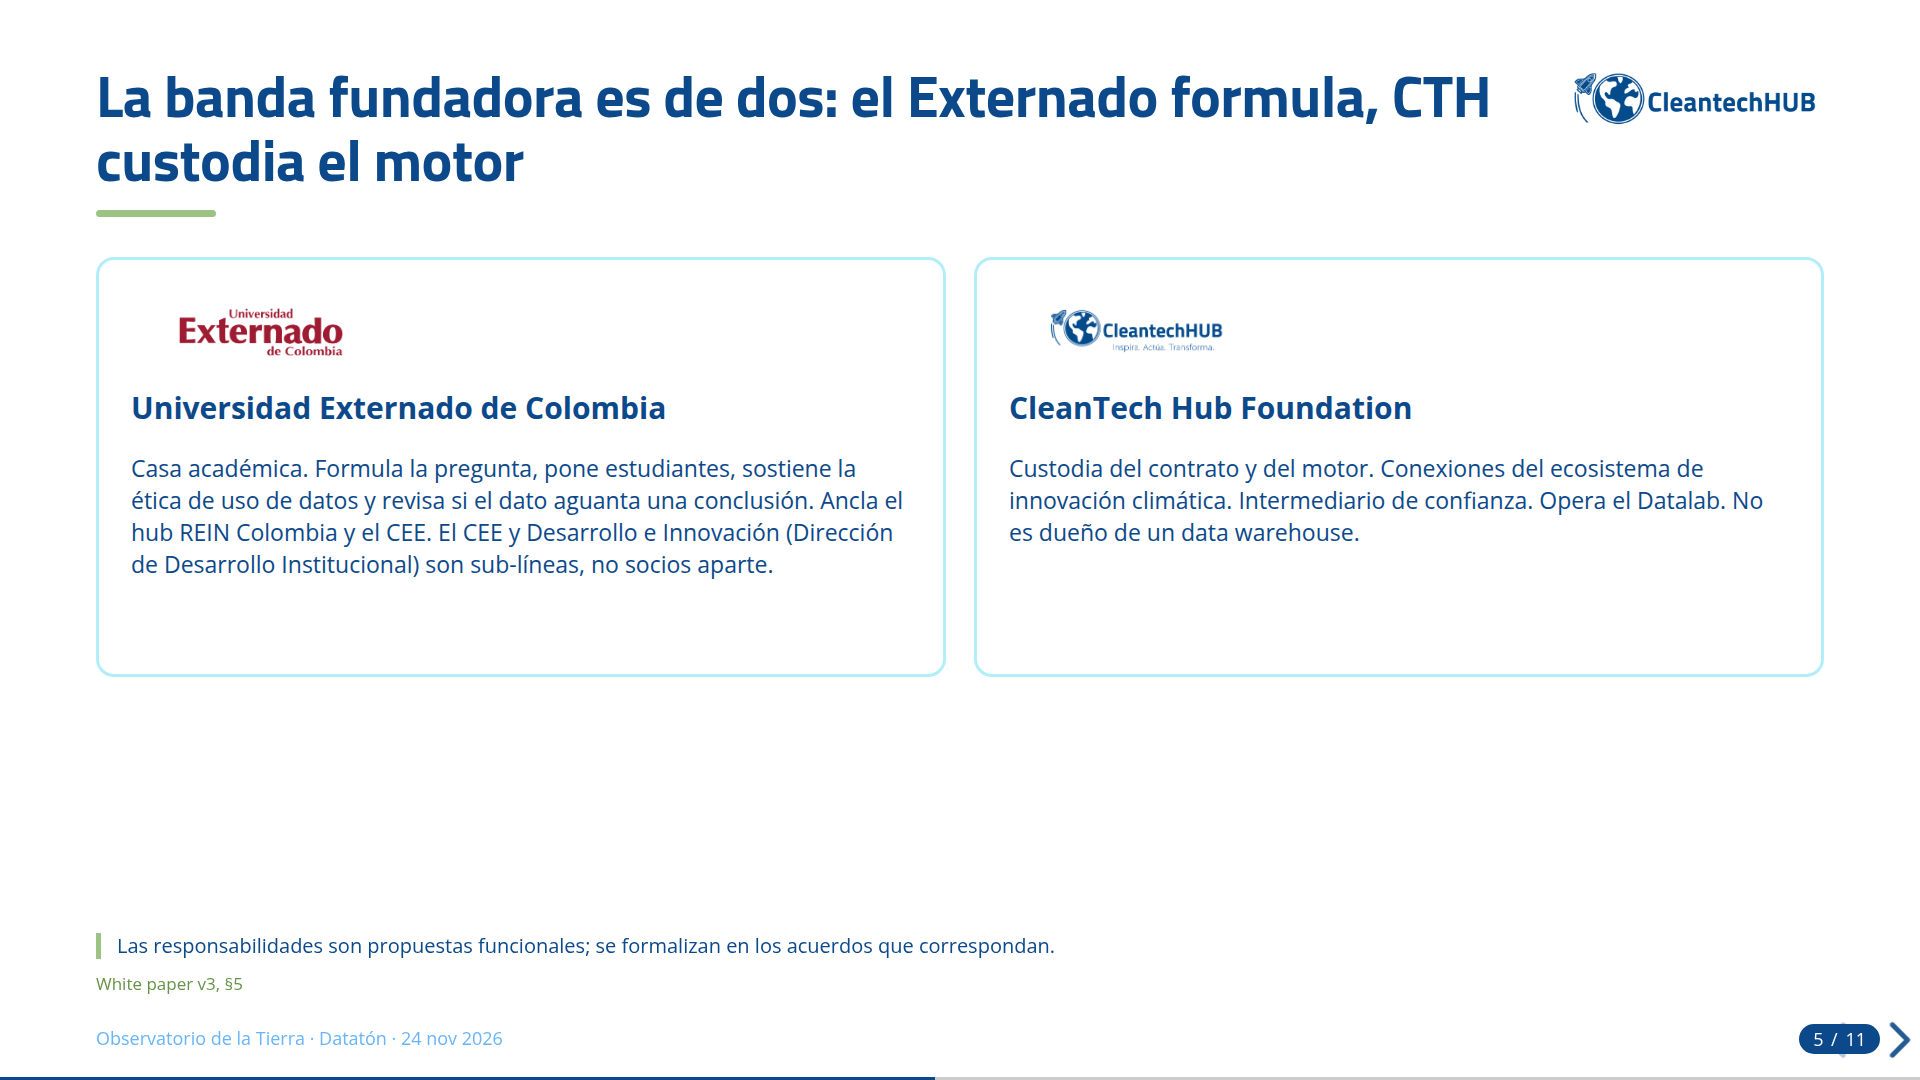 La banda fundadora es de dos: el Externado formula, CTH
custodia el motor
CleantechHUB
Universidad
Externado
de Colombia
Universidad Externado de Colombia
Casa académica. Formula la pregunta, pone estudiantes, sostiene la
ética de uso de datos y revisa si el dato aguanta una conclusión. Ancla el
hub REIN Colombia y el CEE. El CEE y Desarrollo e Innovación (Dirección
de Desarrollo Institucional) son sub-líneas, no socios aparte.
CleantechHUB
Inspira. Actúa. Transforma.
CleanTech Hub Foundation
Custodia del contrato y del motor. Conexiones del ecosistema de
innovación climática. Intermediario de confianza. Opera el Datalab. No
es dueño de un data warehouse.
Las responsabilidades son propuestas funcionales; se formalizan en los acuerdos que correspondan.
White paper v3, §5
Observatorio de la Tierra · Datatón · 24 nov 2026
5 / 11